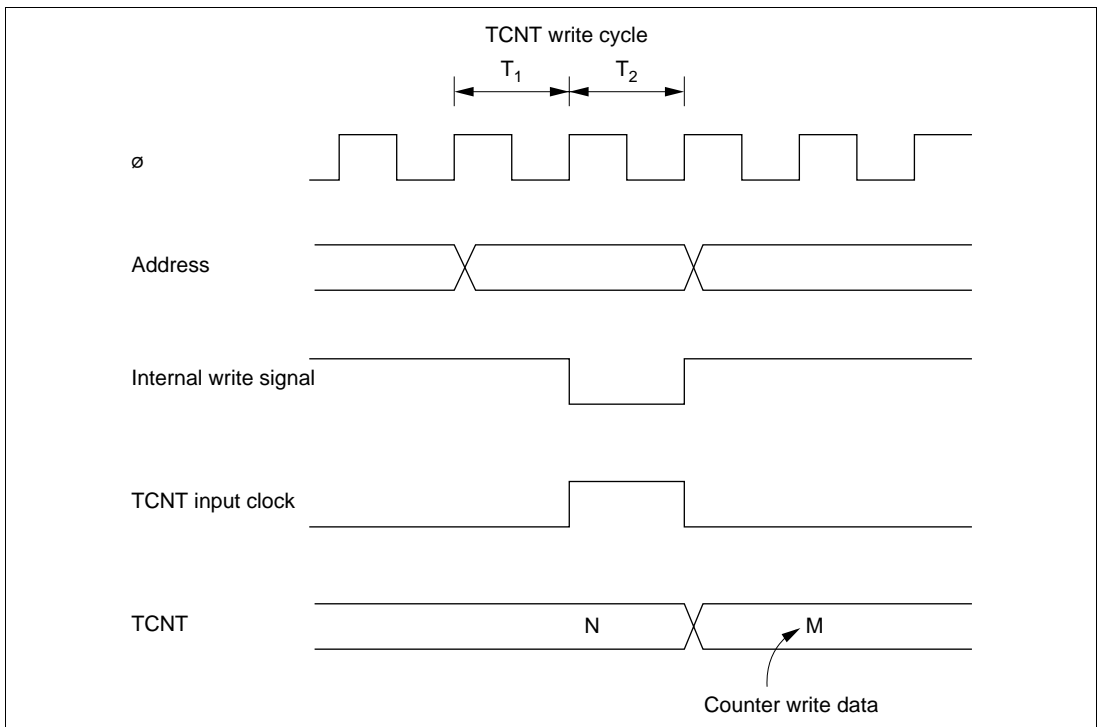 TCNT write cycle
T1 T2
ø
Address
Internal write signal
TCNT input clock
TCNT N M
Counter write data